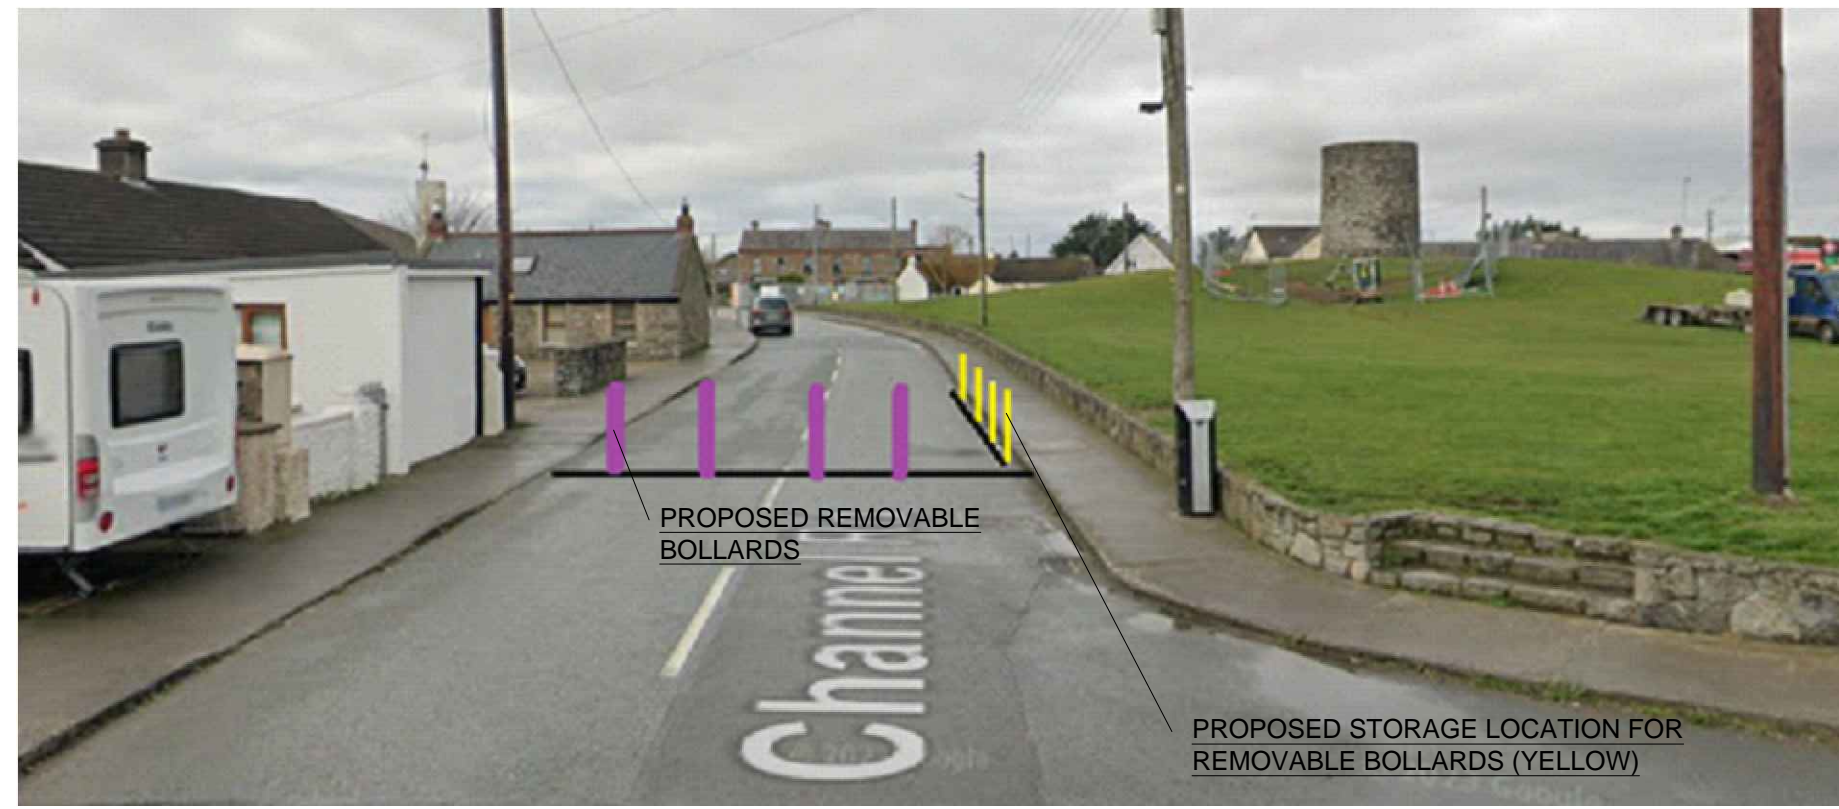 PROPOSED REMOVABLE
BOLLARDS
Channel R
PROPOSED STORAGE LOCATION FOR
REMOVABLE BOLLARDS (YELLOW)